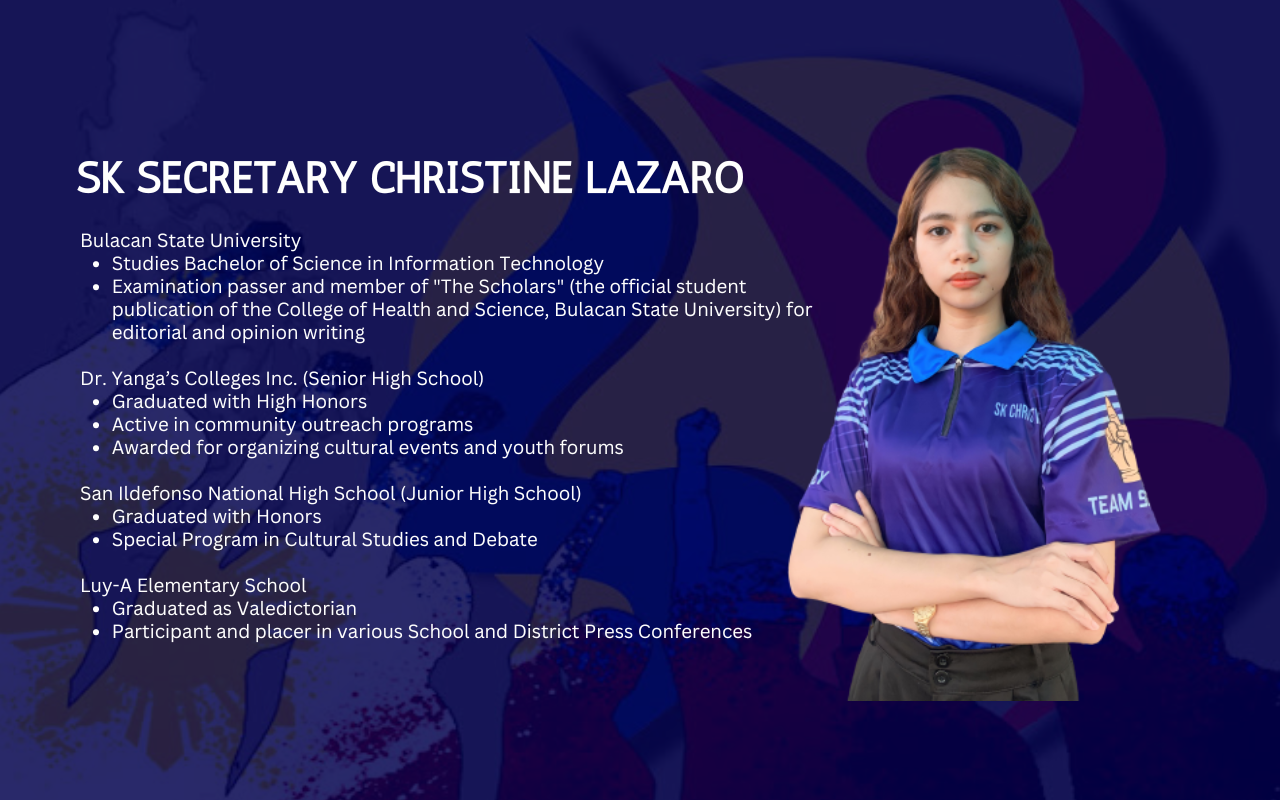 SK SECRETARY CHRISTINE LAZARO
Bulacan State University
• Studies Bachelor of Science in Information Technology
• Examination passer and member of "The Scholars" (the official student
publication of the College of Health and Science, Bulacan State University) for
editorial and opinion writing
Dr. Yanga’s Colleges Inc. (Senior High School)
• Graduated with High Honors
• Active in community outreach programs
• Awarded for organizing cultural events and youth forums
San Ildefonso National High School (Junior High School)
• Graduated with Honors
• Special Program in Cultural Studies and Debate
Luy-A Elementary School
• Graduated as Valedictorian
• Participant and placer in various School and District Press Conferences
SK
TEAM